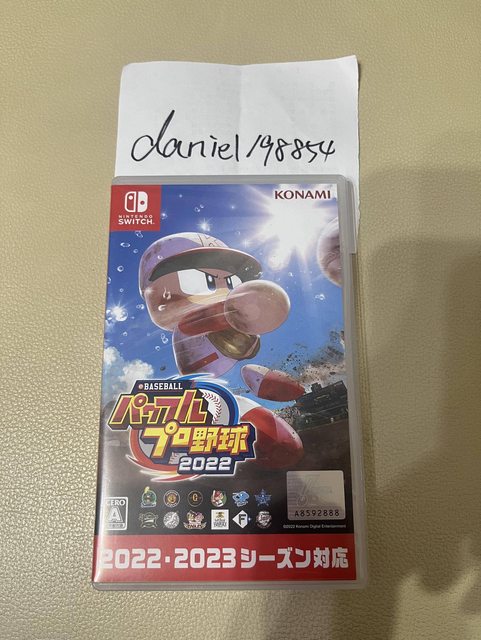 daniel198854
NINTENDO
SWITCH
KONAMI
eBASEBALL
パワフル
プロ野球
2022
CERO
A
A8592888
©2022 Konami Digital Entertainment
2022・2023シーズン対応